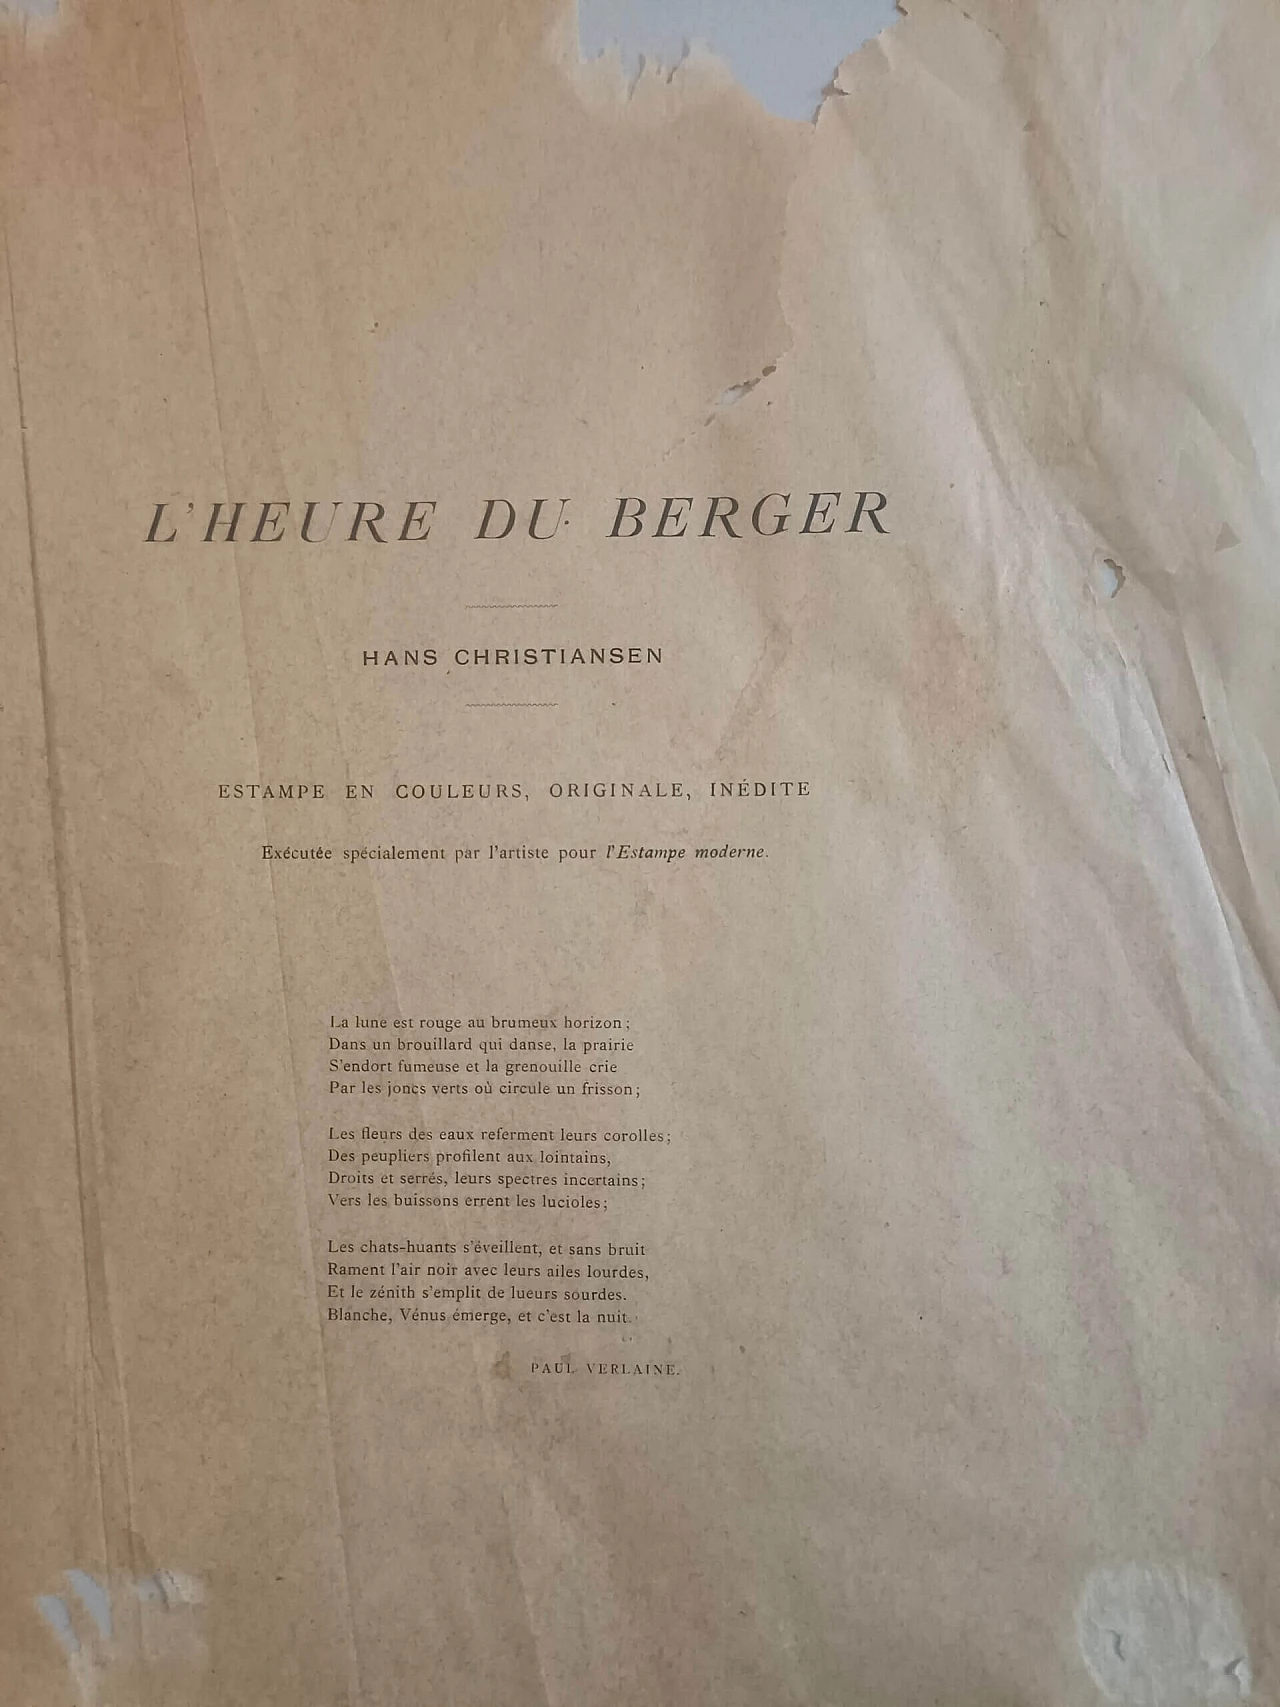 L'HEURE DU BERGER
HANS CHRISTIANSEN
ESTAMPE EN COULEURS, ORIGINALE, INÉDITE
Exécutée spécialement par l'artiste pour l'Estampe moderne.
La lune est rouge au brumeux horizon;
Dans un brouillard qui danse, la prairie
S'endort fumeuse et la grenouille crie
Par les joncs verts où circule un frisson;
Les fleurs des eaux referment leurs corolles;
Des peupliers profilent aux lointains,
Droits et serrés, leurs spectres incertains;
Vers les buissons errent les lucioles;
Les chats-huants s'éveillent, et sans bruit
Rament l'air noir avec leurs ailes lourdes,
Et le zénith s'emplit de lueurs sourdes.
Blanche, Vénus émerge, et c'est la nuit.
PAUL VERLAINE.